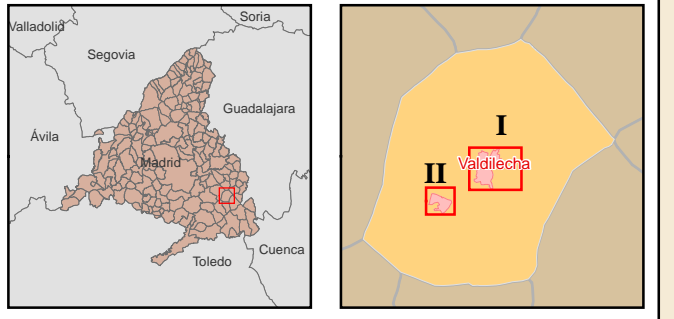 Soria
Valladolid
Segovia
Guadalajara
Ávila
Madrid
Cuenca
Toledo
I
Valdilecha
II